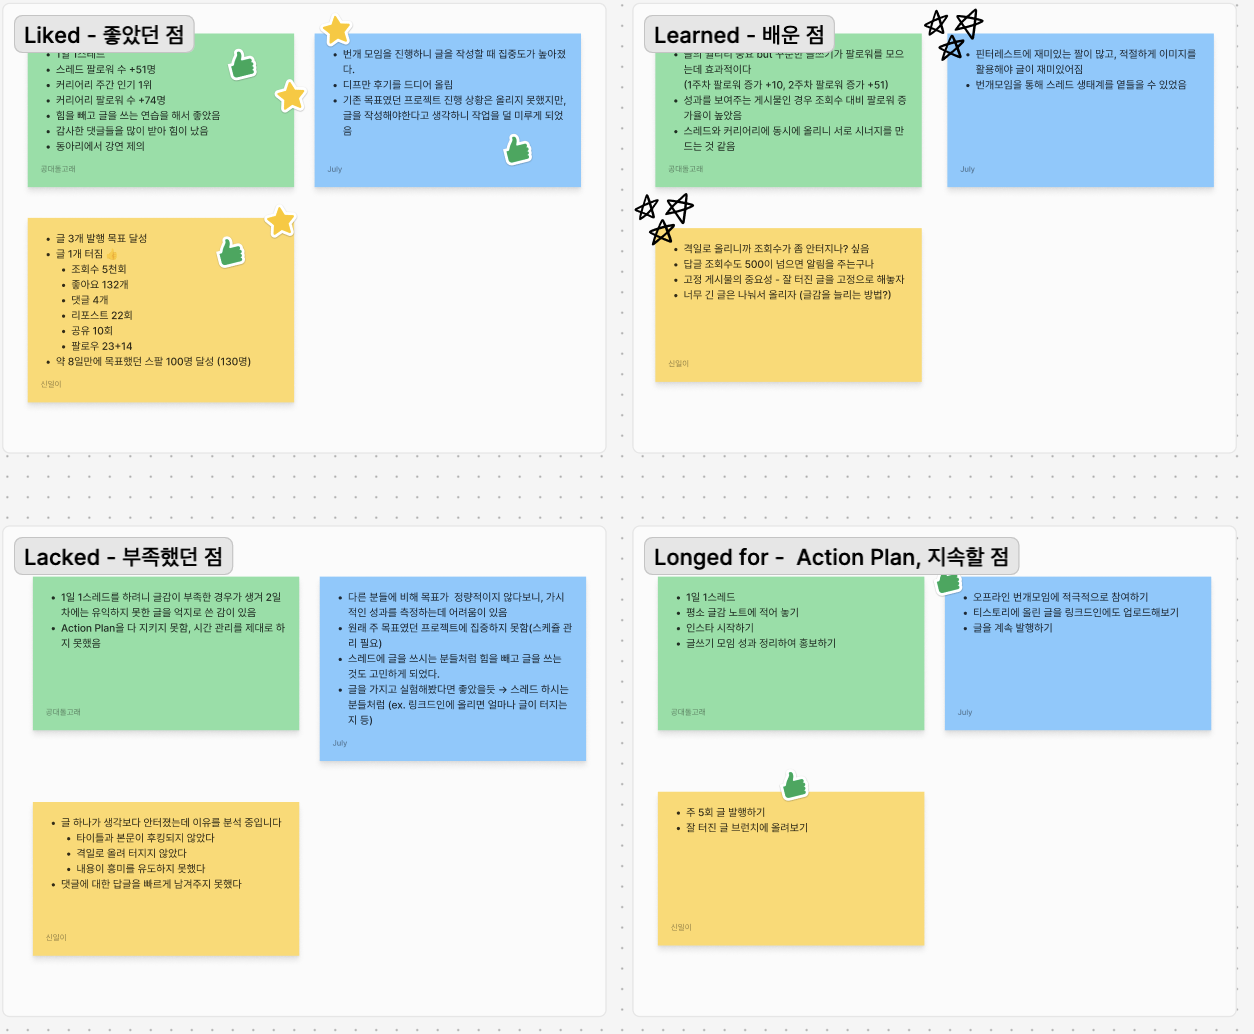 Liked - 좋았던 점
1일 1스레드
스레드 팔로워 수 +51명
커리어리 주간 인기 1위
커리어리 팔로워 수 +74명
힘을 빼고 글을 쓰는 연습을 해서 좋았음
감사한 댓글들을 많이 받아 힘이 났음
동아리에서 강연 제의
공대돌고래
번개 모임을 진행하니 글을 작성할 때 집중도가 높아졌
다.
디프만 후기를 드디어 올림
기존 목표였던 프로젝트 진행 상황은 올리지 못했지만,
글을 작성해야한다고 생각하니 작업을 덜 미루게 되었
음
July
글 3개 발행 목표 달성
글 1개 터짐 👍
조회수 5천회
좋아요 132개
댓글 4개
리포스트 22회
공유 10회
팔로우 23+14
약 8일만에 목표했던 스팔 100명 달성 (130명)
신일이
Learned - 배운 점
글의 퀄리티 중요 but 꾸준한 글쓰기가 팔로워를 모으
는데 효과적이다
(1주차 팔로워 증가 +10, 2주차 팔로워 증가 +51)
성과를 보여주는 게시물인 경우 조회수 대비 팔로워 증
가율이 높았음
스레드와 커리어리에 동시에 올리니 서로 시너지를 만
드는 것 같음
공대돌고래
핀터레스트에 재미있는 짤이 많고, 적절하게 이미지를
활용해야 글이 재미있어짐
번개모임을 통해 스레드 생태계를 엿들을 수 있었음
July
격일로 올리니까 조회수가 좀 안터지나? 싶음
답글 조회수도 500이 넘으면 알림을 주는구나
고정 게시물의 중요성 - 잘 터진 글을 고정으로 해놓자
너무 긴 글은 나눠서 올리자 (글감을 늘리는 방법?)
신일이
Lacked - 부족했던 점
1일 1스레드를 하려니 글감이 부족한 경우가 생겨 2일
차에는 유익하지 못한 글을 억지로 쓴 감이 있음
Action Plan을 다 지키지 못함, 시간 관리를 제대로 하
지 못했음
공대돌고래
다른 분들에 비해 목표가 정량적이지 않다보니, 가시
적인 성과를 측정하는데 어려움이 있음
원래 주 목표였던 프로젝트에 집중하지 못함(스케쥴 관
리 필요)
스레드에 글을 쓰시는 분들처럼 힘을 빼고 글을 쓰는
것도 고민하게 되었다.
글을 가지고 실험해봤다면 좋았을듯 → 스레드 하시는
분들처럼 (ex. 링크드인에 올리면 얼마나 글이 터지는
지 등)
July
글 하나가 생각보다 안터졌는데 이유를 분석 중입니다
타이틀과 본문이 후킹되지 않았다
격일로 올려 터지지 않았다
내용이 흥미를 유도하지 못했다
댓글에 대한 답글을 빠르게 남겨주지 못했다
신일이
Longed for - Action Plan, 지속할 점
1일 1스레드
평소 글감 노트에 적어 놓기
인스타 시작하기
글쓰기 모임 성과 정리하여 홍보하기
공대돌고래
오프라인 번개모임에 적극적으로 참여하기
티스토리에 올린 글을 링크드인에도 업로드해보기
글을 계속 발행하기
July
주 5회 글 발행하기
잘 터진 글 브런치에 올려보기
신일이